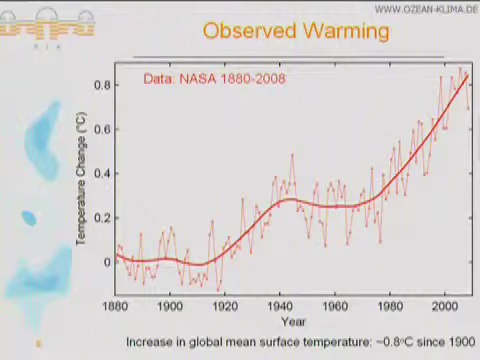 WWW.OZEAN-KLIMA.DE
P I K
Observed Warming
Data: NASA 1880-2008
Temperature Change (°C)
0.8
0.6
0.4
0.2
0
1880
1900
1920
1940
1960
1980
2000
Year
Increase in global mean surface temperature: ~0.8°C since 1900